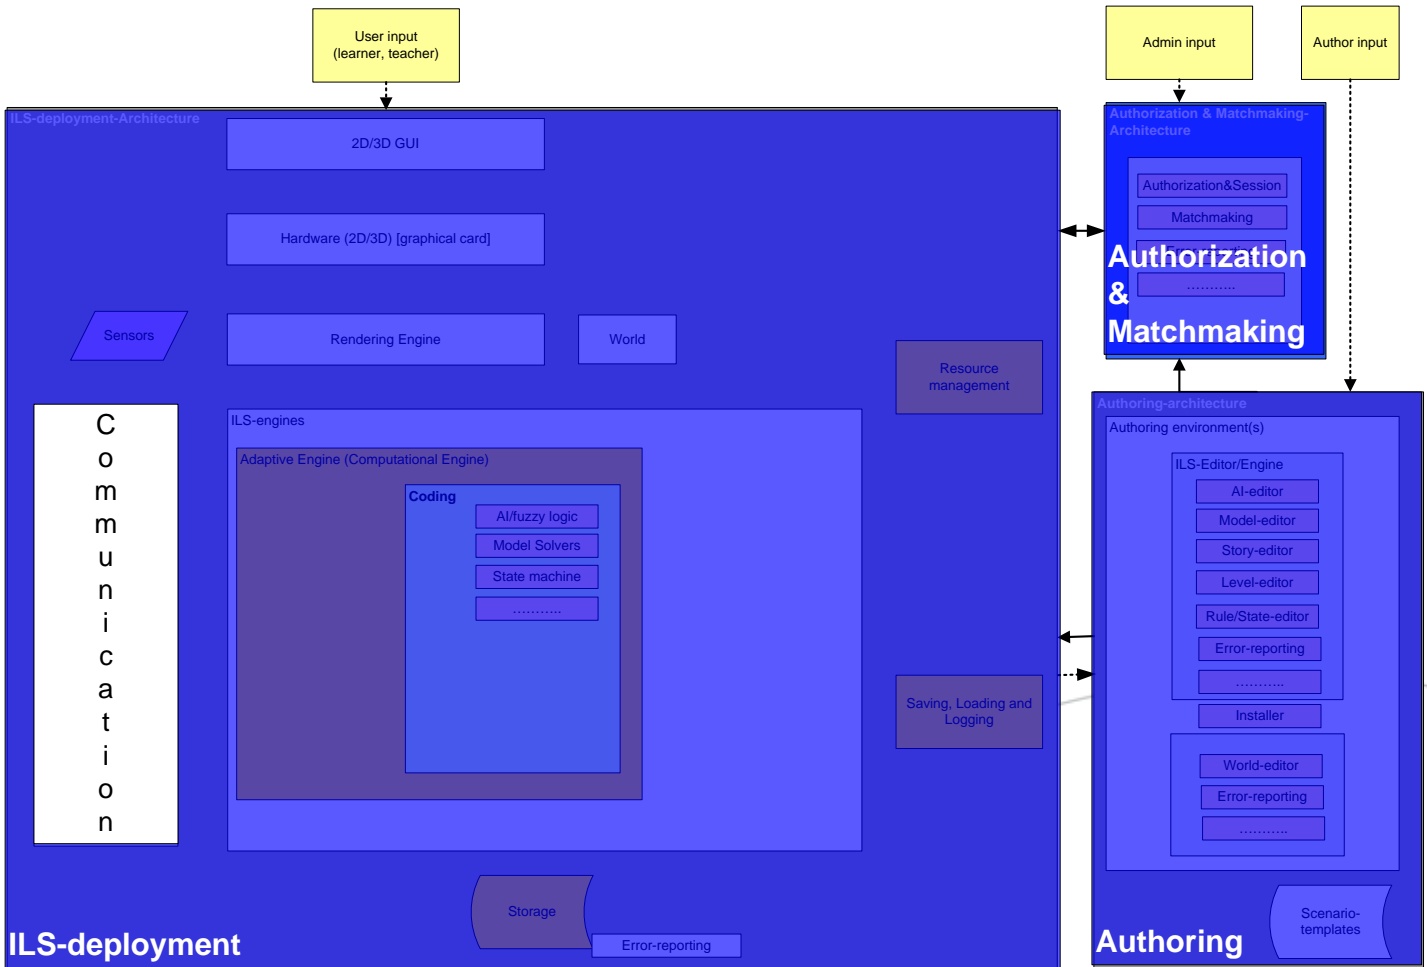 User input
(learner, teacher)
Admin input
Author input
ILS-deployment-Architecture
2D/3D GUI
Hardware (2D/3D) [graphical card]
Sensors
Rendering Engine
World
Resource
management
Communication
ILS-engines
Adaptive Engine (Computational Engine)
Coding
AI/fuzzy logic
Model Solvers
State machine
………..
Saving, Loading and
Logging
Storage
Error-reporting
ILS-deployment
Authorization & Matchmaking-
Architecture
Authorization&Session
Matchmaking
Error-reporting
………..
Authorization
&
Matchmaking
Authoring-architecture
Authoring environment(s)
ILS-Editor/Engine
AI-editor
Model-editor
Story-editor
Level-editor
Rule/State-editor
Error-reporting
………..
Installer
World-editor
Error-reporting
………..
Scenario-
templates
Authoring